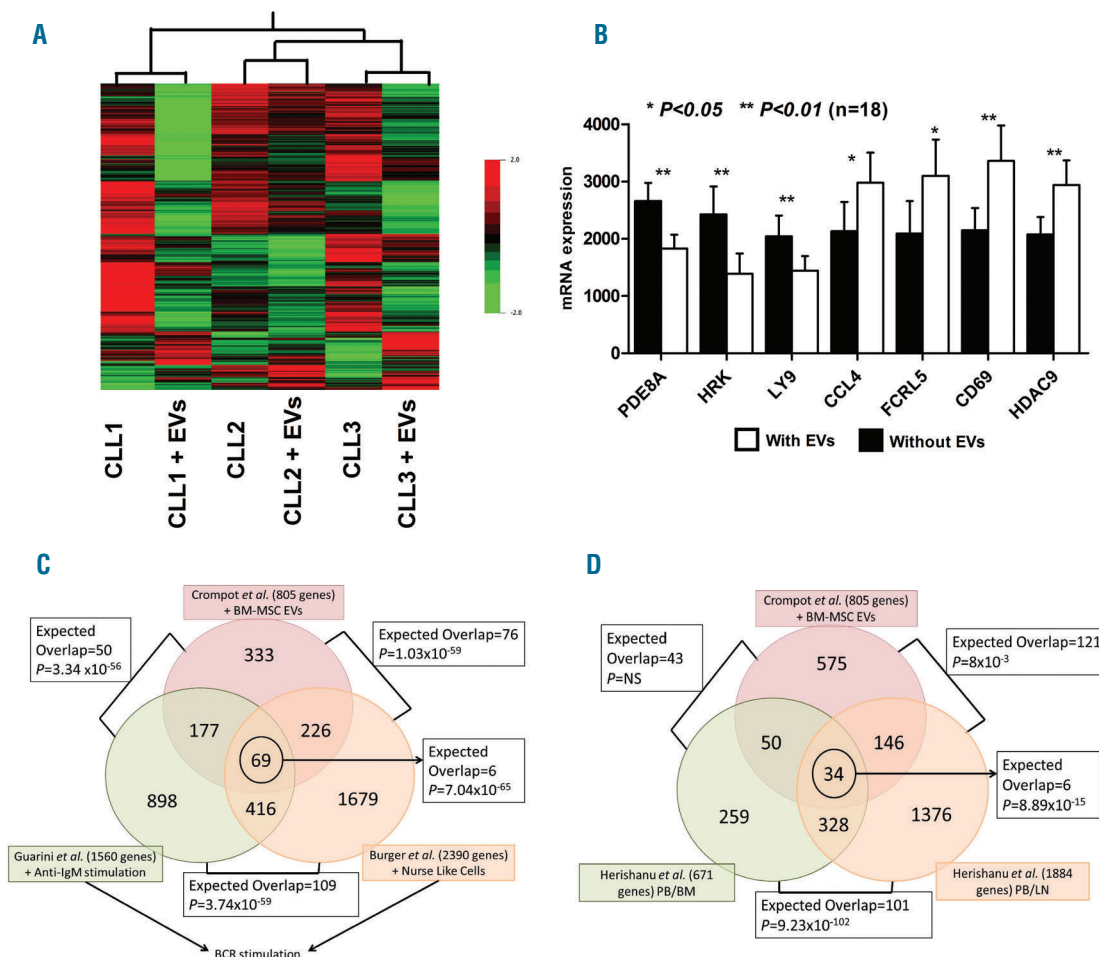 A
2.0
-2.0
CLL1
CLL1 + EVs
CLL2
CLL2 + EVs
CLL3
CLL3 + EVs
B
* P<0.05 ** P<0.01 (n=18)
mRNA expression
4000
3000
2000
1000
0
**
**
**
*
*
**
**
PDE8A
HRK
LY9
CCL4
FCRL5
CD69
HDAC9
With EVs
Without EVs
C
Crompot et al. (805 genes)
+ BM-MSC EVs
Expected
Overlap=50
P=3.34 x10-56
Expected Overlap=76
P=1.03x10-59
333
177
226
69
898
416
1679
Expected
Overlap=6
P=7.04x10-65
Guarini et al. (1560 genes)
+ Anti-IgM stimulation
Burger et al. (2390 genes)
+ Nurse Like Cells
Expected Overlap=109
P=3.74x10-59
BCR stimulation
D
Crompot et al. (805 genes)
+ BM-MSC EVs
Expected
Overlap=43
P=NS
Expected Overlap=121
P=8x10-3
575
50
146
34
259
328
1376
Expected
Overlap=6
P=8.89x10-15
Herishanu et al. (671
genes) PB/BM
Herishanu et al. (1884
genes) PB/LN
Expected Overlap=101
P=9.23x10-102